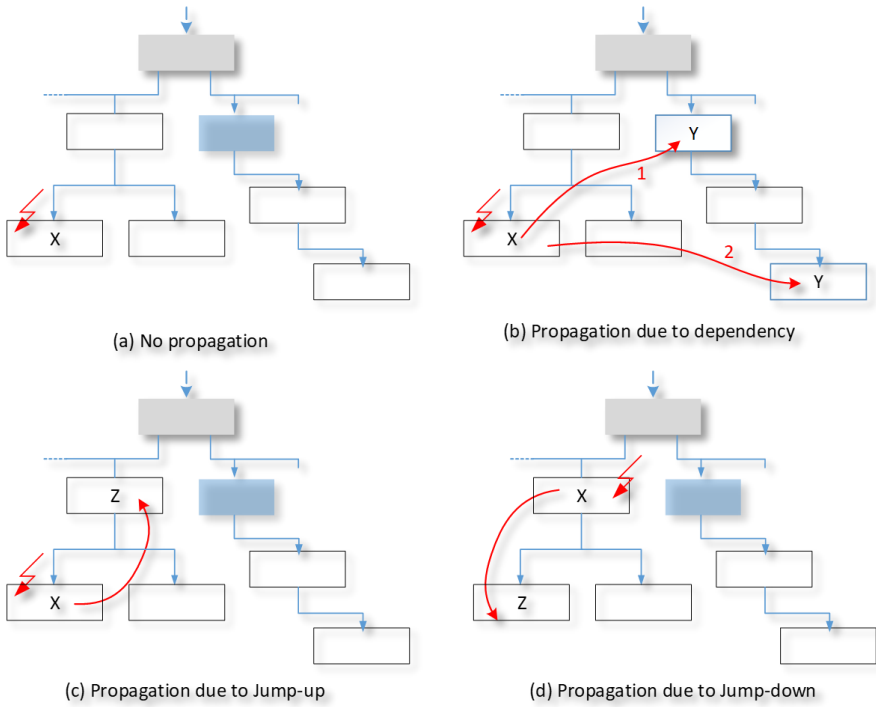 X
(a) No propagation
Y
1
X
2
Y
(b) Propagation due to dependency
Z
X
(c) Propagation due to Jump-up
X
Z
(d) Propagation due to Jump-down